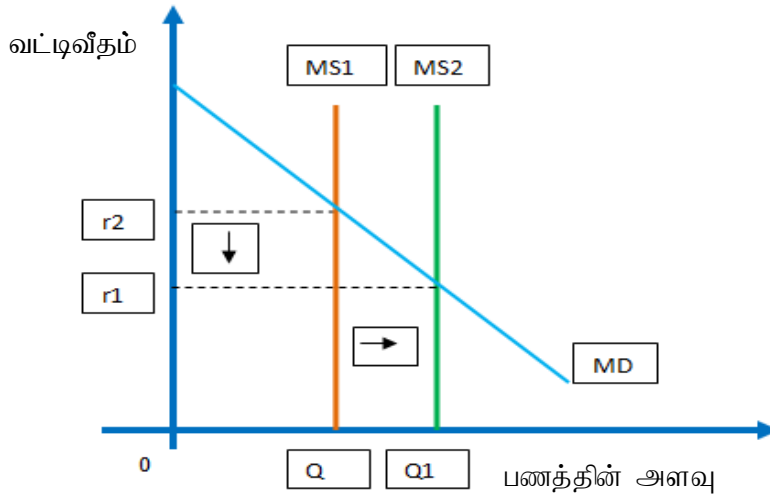 வட்டிவீதம்
MS1 MS2
r2
↓
r1
→
MD
0
Q Q1
பணத்தின் அளவு